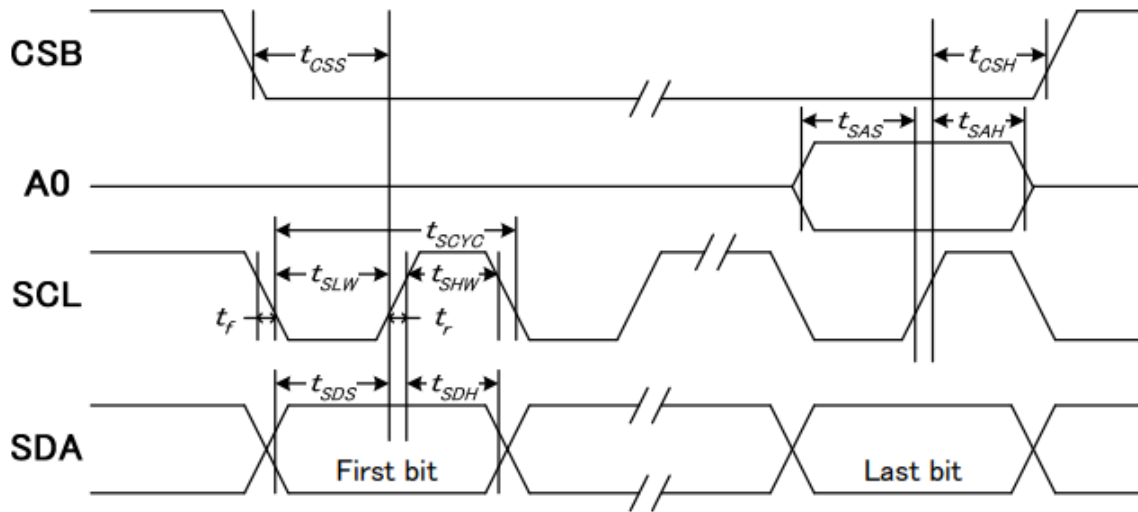 CSB
tCSS
tCSH
A0
tSAS
tSAH
SCL
tSCYC
tSLW
tSHW
tf
tr
SDA
tSDS
tSDH
First bit
Last bit